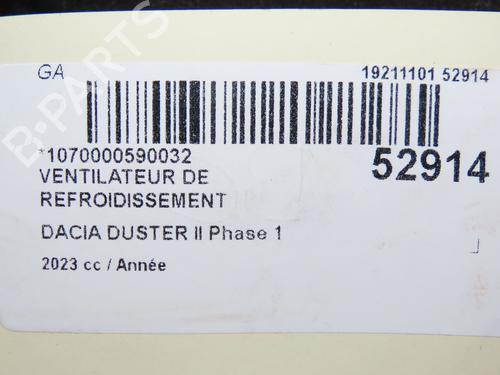 GA 19211101 52914
*1070000590032 52914
VENTILATEUR DE
REFROIDISSEMENT
DACIA DUSTER II Phase 1
2023 cc / Année
B-PARTS